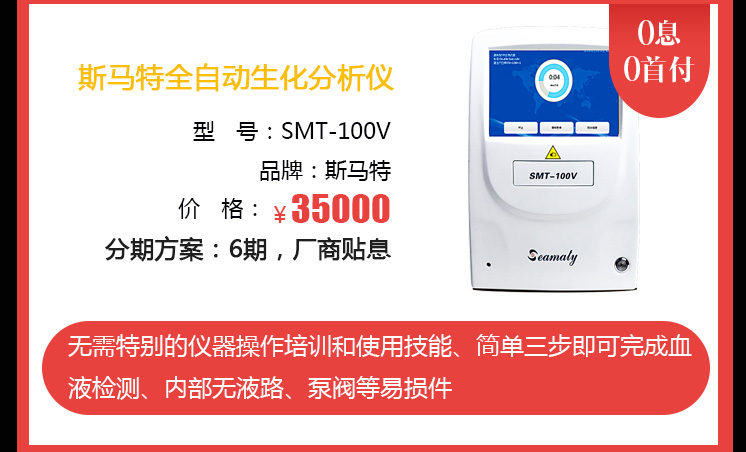 0息
0首付
斯马特全自动生化分析仪
型 号：SMT-100V
品牌：斯马特
价 格：￥35000
分期方案：6期，厂商贴息
0:04
SMT-100V
Seamaty
无需特别的仪器操作培训和使用技能、简单三步即可完成血
液检测、内部无液路、泵阀等易损件